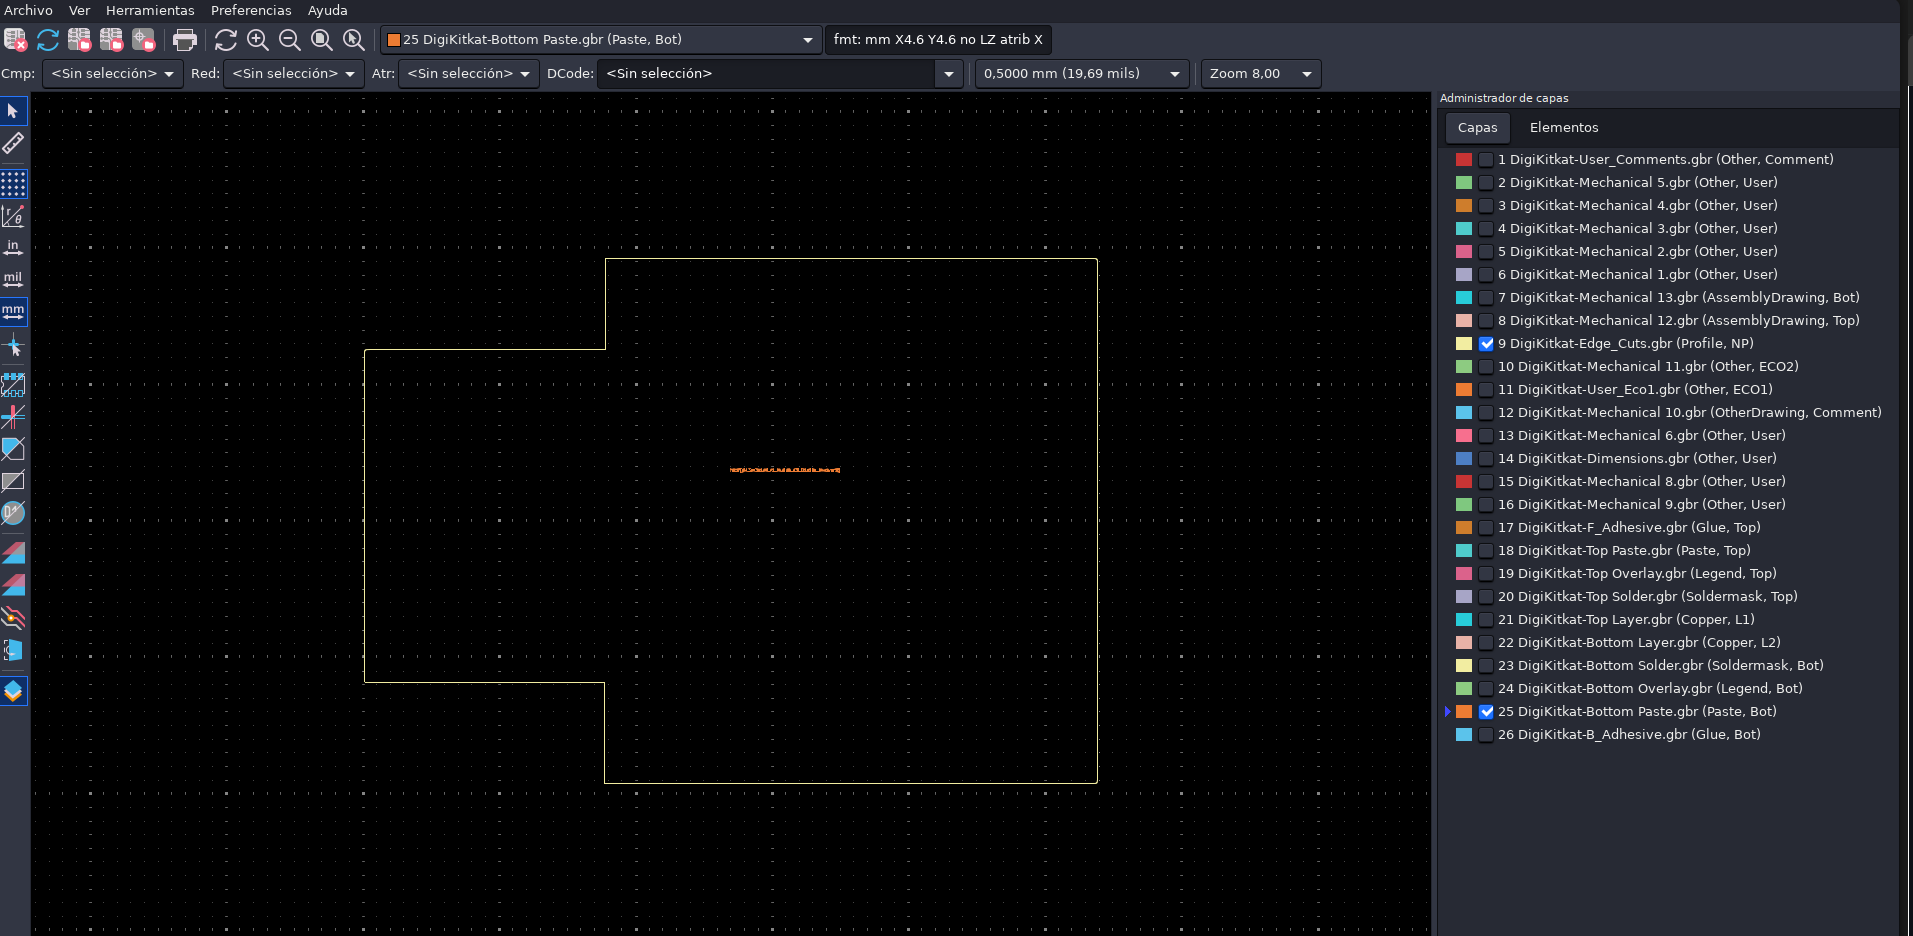 Archivo Ver Herramientas Preferencias Ayuda
25 DigiKitkat-Bottom Paste.gbr (Paste, Bot) fmt: mm X4.6 Y4.6 no LZ atrib X
Cmp: <Sin selección> Red: <Sin selección> Atr: <Sin selección> DCode: <Sin selección> 0,5000 mm (19,69 mils) Zoom 8,00
in
mil
mm
Administrador de capas
Capas Elementos
1 DigiKitkat-User_Comments.gbr (Other, Comment)
2 DigiKitkat-Mechanical 5.gbr (Other, User)
3 DigiKitkat-Mechanical 4.gbr (Other, User)
4 DigiKitkat-Mechanical 3.gbr (Other, User)
5 DigiKitkat-Mechanical 2.gbr (Other, User)
6 DigiKitkat-Mechanical 1.gbr (Other, User)
7 DigiKitkat-Mechanical 13.gbr (AssemblyDrawing, Bot)
8 DigiKitkat-Mechanical 12.gbr (AssemblyDrawing, Top)
9 DigiKitkat-Edge_Cuts.gbr (Profile, NP)
10 DigiKitkat-Mechanical 11.gbr (Other, ECO2)
11 DigiKitkat-User_Eco1.gbr (Other, ECO1)
12 DigiKitkat-Mechanical 10.gbr (OtherDrawing, Comment)
13 DigiKitkat-Mechanical 6.gbr (Other, User)
14 DigiKitkat-Dimensions.gbr (Other, User)
15 DigiKitkat-Mechanical 8.gbr (Other, User)
16 DigiKitkat-Mechanical 9.gbr (Other, User)
17 DigiKitkat-F_Adhesive.gbr (Glue, Top)
18 DigiKitkat-Top Paste.gbr (Paste, Top)
19 DigiKitkat-Top Overlay.gbr (Legend, Top)
20 DigiKitkat-Top Solder.gbr (Soldermask, Top)
21 DigiKitkat-Top Layer.gbr (Copper, L1)
22 DigiKitkat-Bottom Layer.gbr (Copper, L2)
23 DigiKitkat-Bottom Solder.gbr (Soldermask, Bot)
24 DigiKitkat-Bottom Overlay.gbr (Legend, Bot)
25 DigiKitkat-Bottom Paste.gbr (Paste, Bot)
26 DigiKitkat-B_Adhesive.gbr (Glue, Bot)